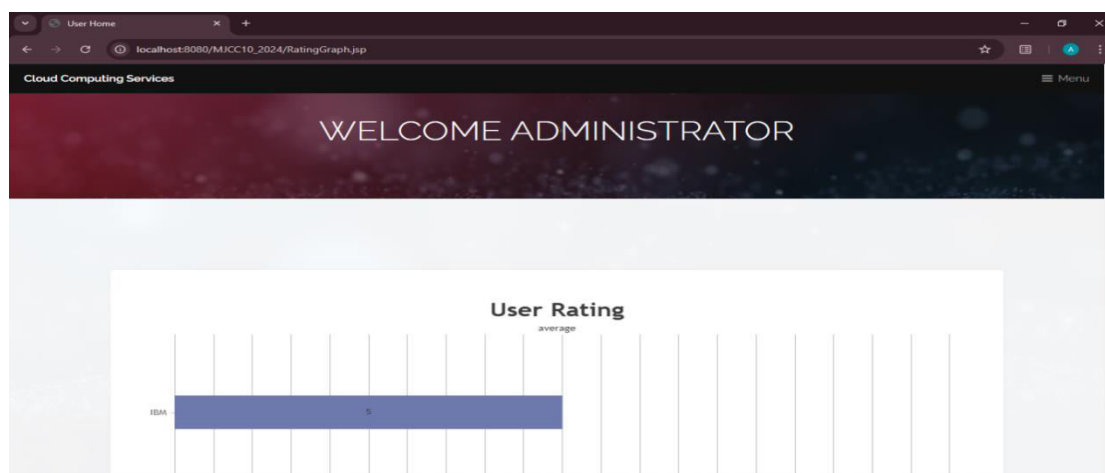 User Home
localhost:8080/MJCC10_2024/RatingGraph.jsp
A
Cloud Computing Services
Menu
WELCOME ADMINISTRATOR
User Rating
average
IBM
5